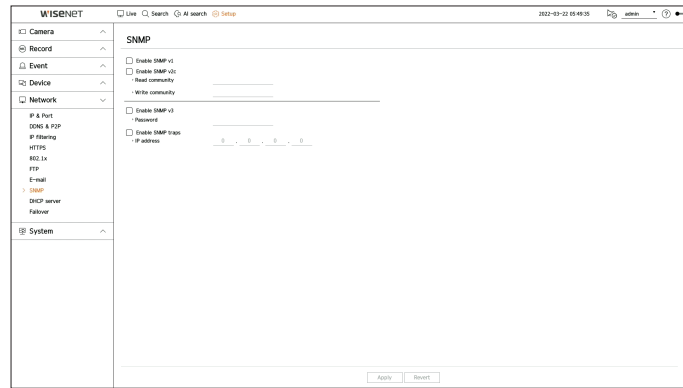 WISENET
Live Search AI search Setup 2022-03-22 05:49:35 admin ?
Camera
Record
Event
Device
Network
IP & Port
DDNS & P2P
IP filtering
HTTPS
802.1x
FTP
E-mail
> SNMP
DHCP server
Failover
System
SNMP
Enable SNMP v1
Enable SNMP v2c
· Read community
· Write community
Enable SNMP v3
· Password
Enable SNMP traps
· IP address 0 . 0 . 0 . 0
Apply Revert